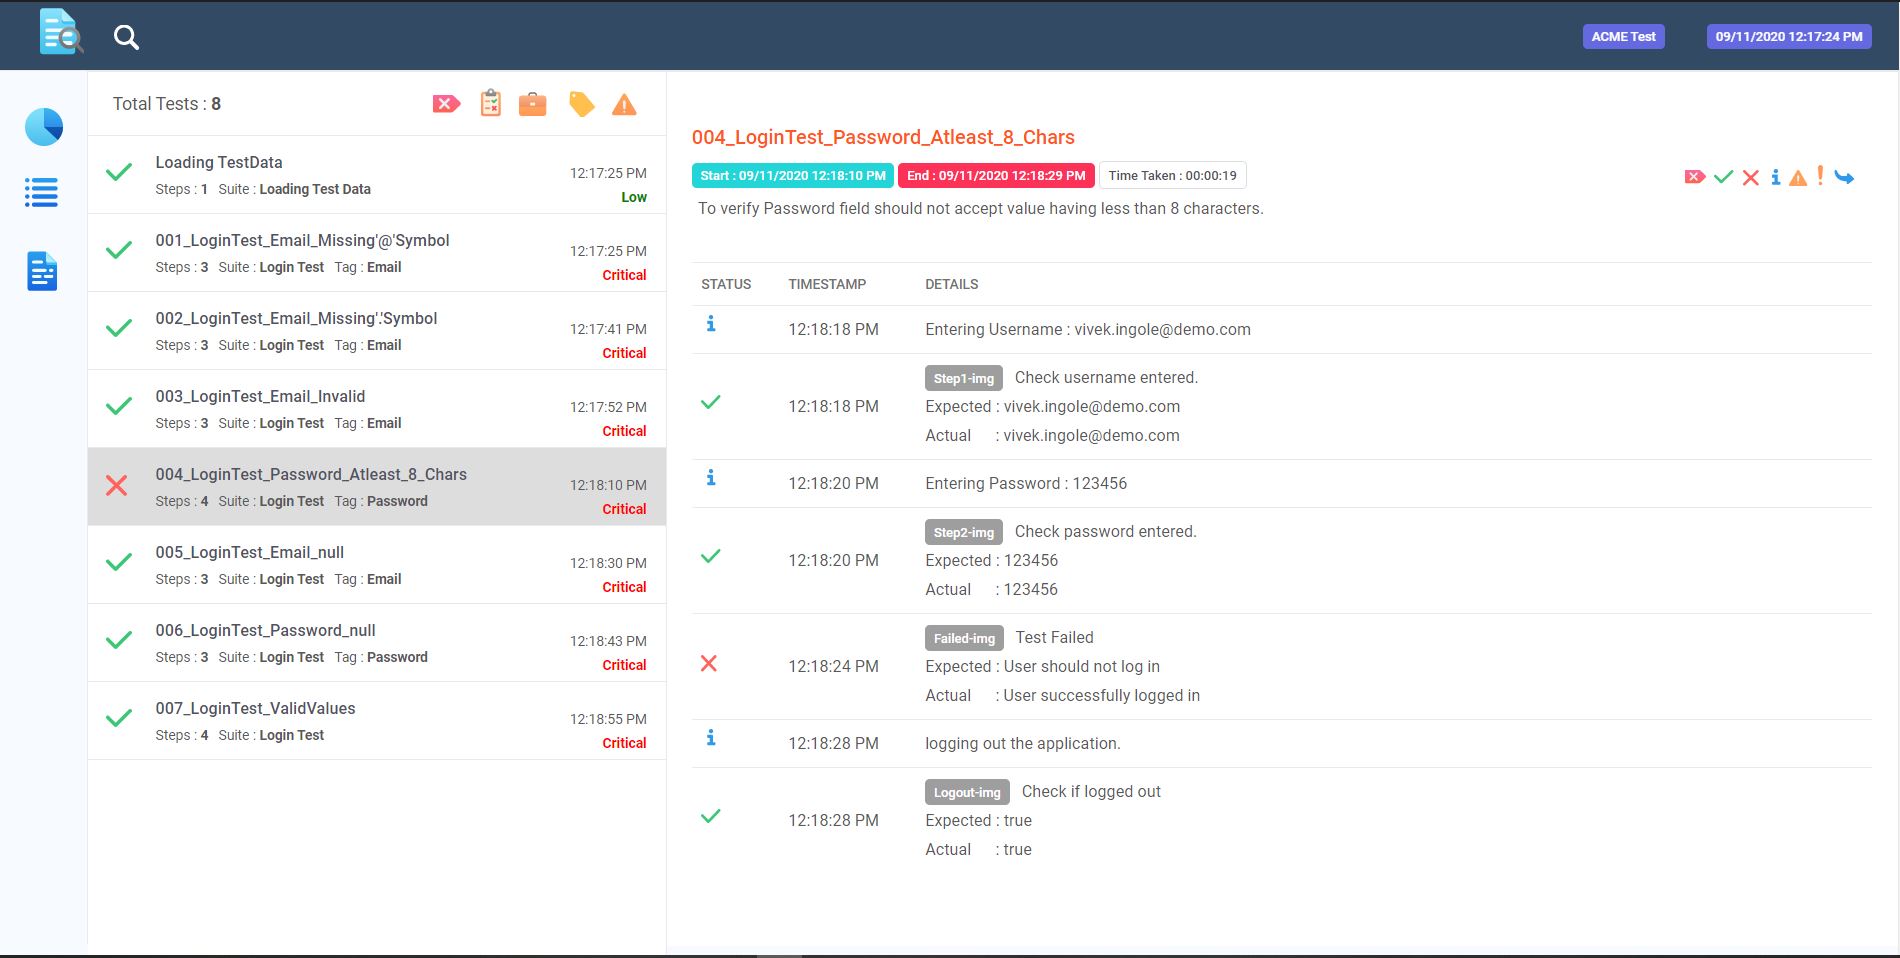 ACME Test
09/11/2020 12:17:24 PM
Total Tests : 8
Loading TestData
12:17:25 PM
Steps : 1 Suite : Loading Test Data
Low
001_LoginTest_Email_Missing'@'Symbol
12:17:25 PM
Steps : 3 Suite : Login Test Tag : Email
Critical
002_LoginTest_Email_Missing'.'Symbol
12:17:41 PM
Steps : 3 Suite : Login Test Tag : Email
Critical
003_LoginTest_Email_Invalid
12:17:52 PM
Steps : 3 Suite : Login Test Tag : Email
Critical
004_LoginTest_Password_Atleast_8_Chars
12:18:10 PM
Steps : 4 Suite : Login Test Tag : Password
Critical
005_LoginTest_Email_null
12:18:30 PM
Steps : 3 Suite : Login Test Tag : Email
Critical
006_LoginTest_Password_null
12:18:43 PM
Steps : 3 Suite : Login Test Tag : Password
Critical
007_LoginTest_ValidValues
12:18:55 PM
Steps : 4 Suite : Login Test
Critical
004_LoginTest_Password_Atleast_8_Chars
Start : 09/11/2020 12:18:10 PM End : 09/11/2020 12:18:29 PM Time Taken : 00:00:19
To verify Password field should not accept value having less than 8 characters.
STATUS TIMESTAMP DETAILS
12:18:18 PM Entering Username : vivek.ingole@demo.com
Step1-img Check username entered.
12:18:18 PM Expected : vivek.ingole@demo.com
Actual : vivek.ingole@demo.com
12:18:20 PM Entering Password : 123456
Step2-img Check password entered.
12:18:20 PM Expected : 123456
Actual : 123456
Failed-img Test Failed
12:18:24 PM Expected : User should not log in
Actual : User successfully logged in
12:18:28 PM logging out the application.
Logout-img Check if logged out
12:18:28 PM Expected : true
Actual : true